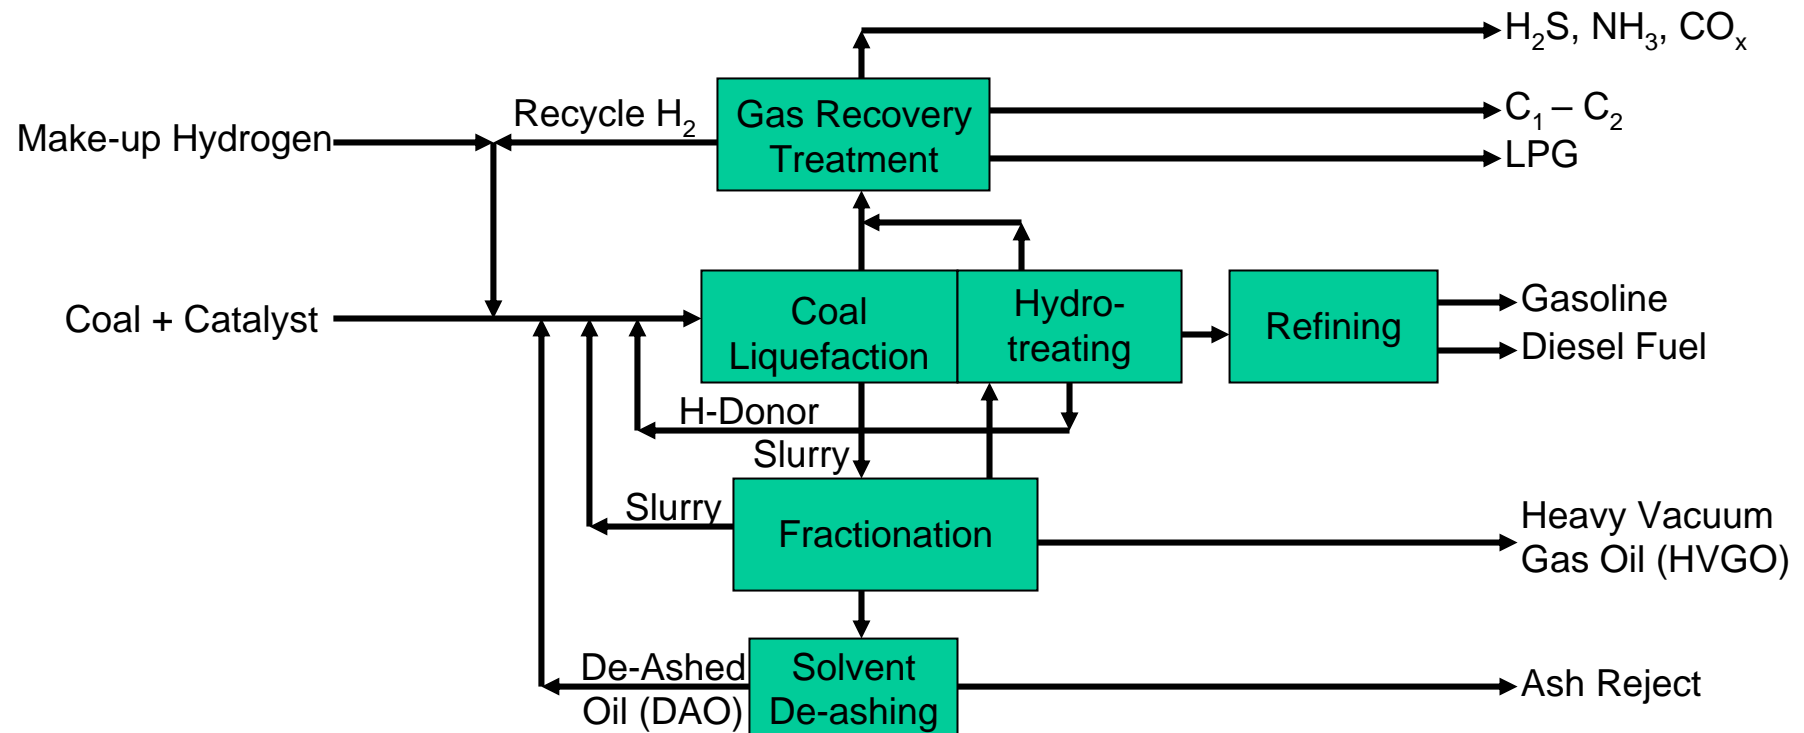 H₂S, NH₃, COₓ
Recycle H₂
Gas Recovery
Treatment
C₁ – C₂
Make-up Hydrogen
LPG
Coal + Catalyst
Coal
Liquefaction
Hydro-
treating
Refining
Gasoline
Diesel Fuel
H-Donor
Slurry
Slurry
Fractionation
Heavy Vacuum
Gas Oil (HVGO)
De-Ashed
Oil (DAO)
Solvent
De-ashing
Ash Reject